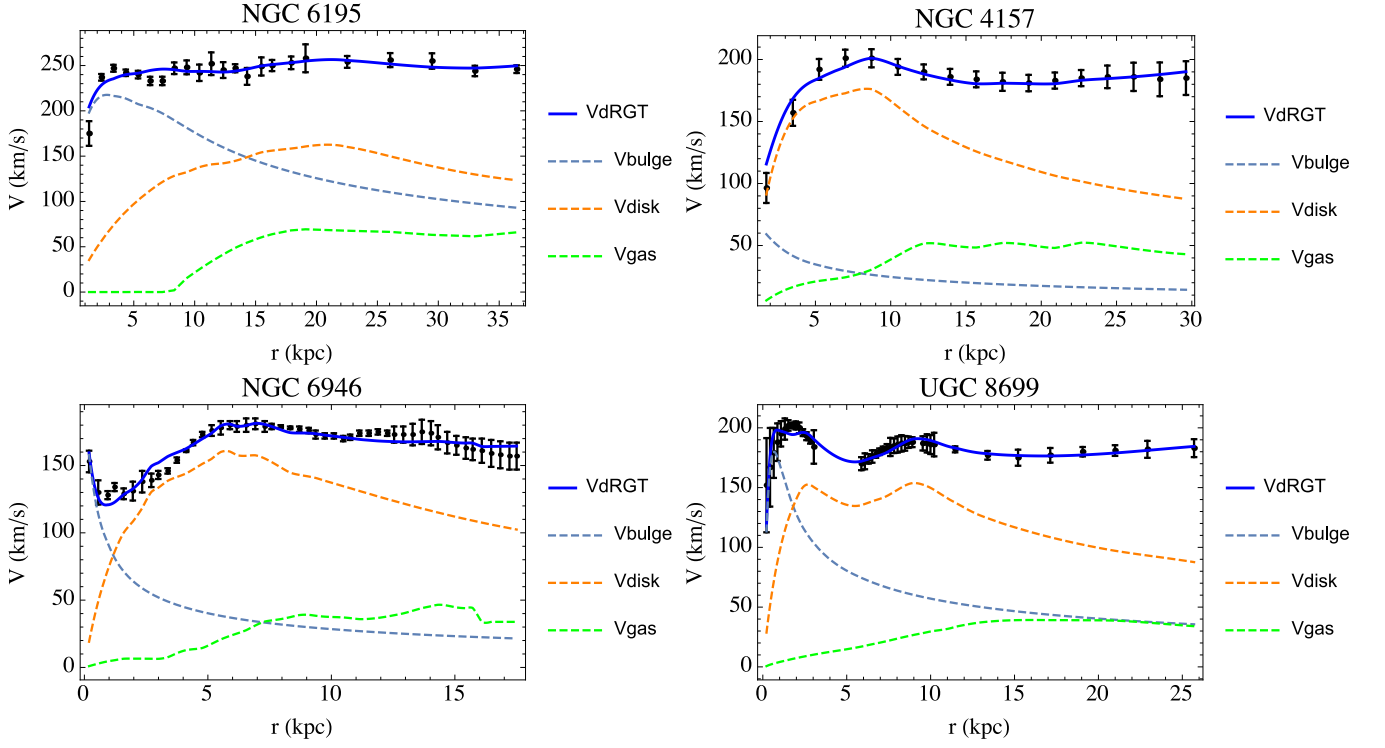 NGC 6195
250
200
150
100
50
0
5 10 15 20 25 30 35
V (km/s)
r (kpc)
VdRGT
Vbulge
Vdisk
Vgas
NGC 4157
200
150
100
50
5 10 15 20 25 30
V (km/s)
r (kpc)
VdRGT
Vbulge
Vdisk
Vgas
NGC 6946
150
100
50
0
0 5 10 15
V (km/s)
r (kpc)
VdRGT
Vbulge
Vdisk
Vgas
UGC 8699
200
150
100
50
0
0 5 10 15 20 25
V (km/s)
r (kpc)
VdRGT
Vbulge
Vdisk
Vgas